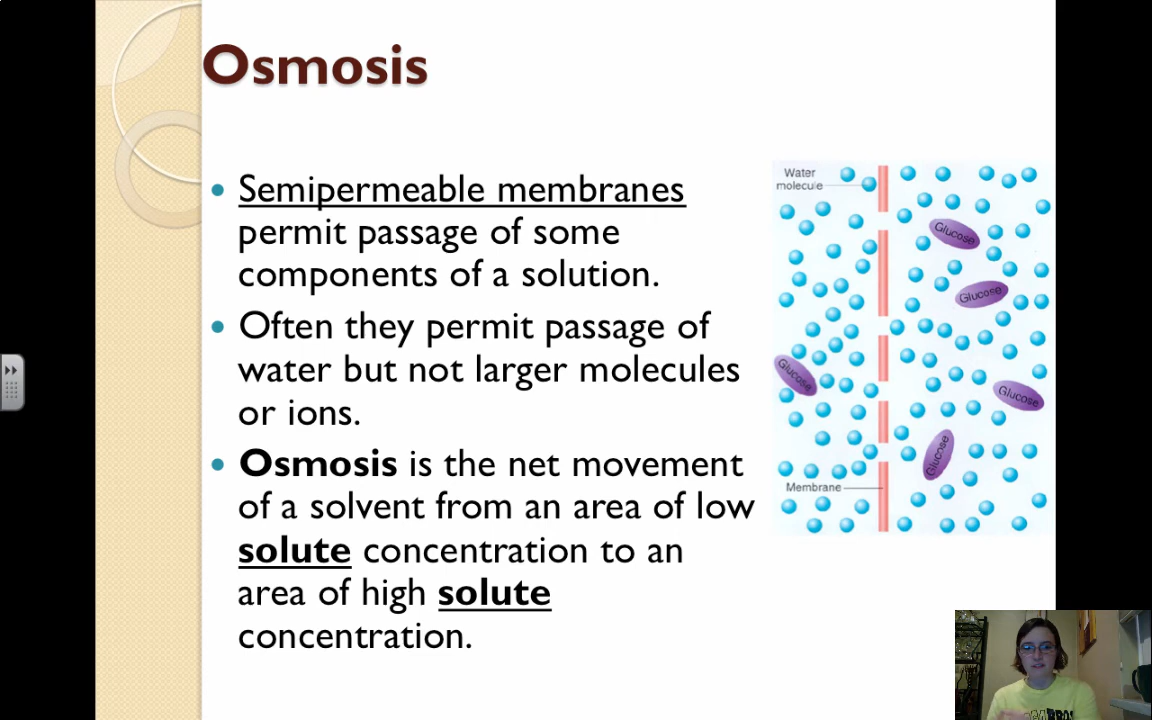 Osmosis
Semipermeable membranes
permit passage of some
components of a solution.
Often they permit passage of
water but not larger molecules
or ions.
Osmosis is the net movement
of a solvent from an area of low
solute concentration to an
area of high solute
concentration.
Water
molecule
Glucose
Glucose
Glucose
Glucose
Glucose
Membrane